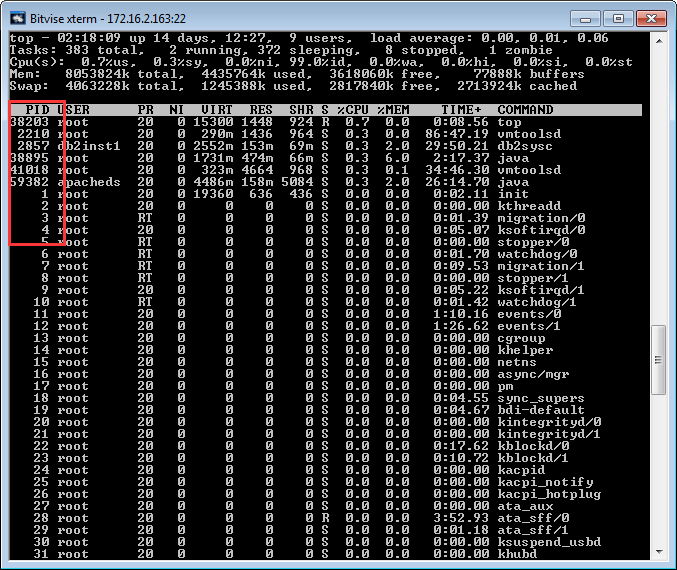 Bitvise xterm - 172.16.2.163:22
top - 02:18:09 up 14 days, 12:27,  9 users,  load average: 0.00, 0.01, 0.06
Tasks: 383 total,   2 running, 372 sleeping,   8 stopped,   1 zombie
Cpu(s):  0.7%us,  0.3%sy,  0.0%ni, 99.0%id,  0.0%wa,  0.0%hi,  0.0%si,  0.0%st
Mem:   8053824k total,  4435764k used,  3618060k free,    77888k buffers
Swap:  4063228k total,  1245388k used,  2817840k free,  2713924k cached
PID USER      PR  NI  VIRT  RES  SHR S %CPU %MEM    TIME+  COMMAND
38203 root      20   0 15300 1448  924 R  0.7  0.0   0:08.56 top
2210 root      20   0  290m 1436  964 S  0.3  0.0  86:47.19 vmtoolsd
2857 db2inst1  20   0 2552m 153m  69m S  0.3  2.0  29:50.21 db2sysc
38895 root      20   0 1731m 474m  66m S  0.3  6.0   2:17.37 java
41018 root      20   0  323m 4664  968 S  0.3  0.1  34:46.30 vmtoolsd
59382 apacheds  20   0 4486m 158m 5084 S  0.3  2.0  26:14.70 java
1 root      20   0 19360  636  436 S  0.0  0.0   0:02.11 init
2 root      20   0     0    0    0 S  0.0  0.0   0:00.00 kthreadd
3 root      RT   0     0    0    0 S  0.0  0.0   0:01.39 migration/0
4 root      20   0     0    0    0 S  0.0  0.0   0:05.07 ksoftirqd/0
5 root      RT   0     0    0    0 S  0.0  0.0   0:00.00 stopper/0
6 root      RT   0     0    0    0 S  0.0  0.0   0:01.70 watchdog/0
7 root      RT   0     0    0    0 S  0.0  0.0   0:09.53 migration/1
8 root      RT   0     0    0    0 S  0.0  0.0   0:00.00 stopper/1
9 root      20   0     0    0    0 S  0.0  0.0   0:05.22 ksoftirqd/1
10 root      RT   0     0    0    0 S  0.0  0.0   0:01.42 watchdog/1
11 root      20   0     0    0    0 S  0.0  0.0   1:10.16 events/0
12 root      20   0     0    0    0 S  0.0  0.0   1:26.62 events/1
13 root      20   0     0    0    0 S  0.0  0.0   0:00.00 cgroup
14 root      20   0     0    0    0 S  0.0  0.0   0:00.00 khelper
15 root      20   0     0    0    0 S  0.0  0.0   0:00.00 netns
16 root      20   0     0    0    0 S  0.0  0.0   0:00.00 async/mgr
17 root      20   0     0    0    0 S  0.0  0.0   0:00.00 pm
18 root      20   0     0    0    0 S  0.0  0.0   0:04.55 sync_supers
19 root      20   0     0    0    0 S  0.0  0.0   0:04.67 bdi-default
20 root      20   0     0    0    0 S  0.0  0.0   0:00.00 kintegrityd/0
21 root      20   0     0    0    0 S  0.0  0.0   0:00.00 kintegrityd/1
22 root      20   0     0    0    0 S  0.0  0.0   0:17.62 kblockd/0
23 root      20   0     0    0    0 S  0.0  0.0   0:10.72 kblockd/1
24 root      20   0     0    0    0 S  0.0  0.0   0:00.00 kacpid
25 root      20   0     0    0    0 S  0.0  0.0   0:00.00 kacpi_notify
26 root      20   0     0    0    0 S  0.0  0.0   0:00.00 kacpi_hotplug
27 root      20   0     0    0    0 S  0.0  0.0   0:00.00 ata_aux
28 root      20   0     0    0    0 R  0.0  0.0   3:52.93 ata_sff/0
29 root      20   0     0    0    0 S  0.0  0.0   0:01.18 ata_sff/1
30 root      20   0     0    0    0 S  0.0  0.0   0:00.00 ksuspend_usbd
31 root      20   0     0    0    0 S  0.0  0.0   0:00.00 khubd